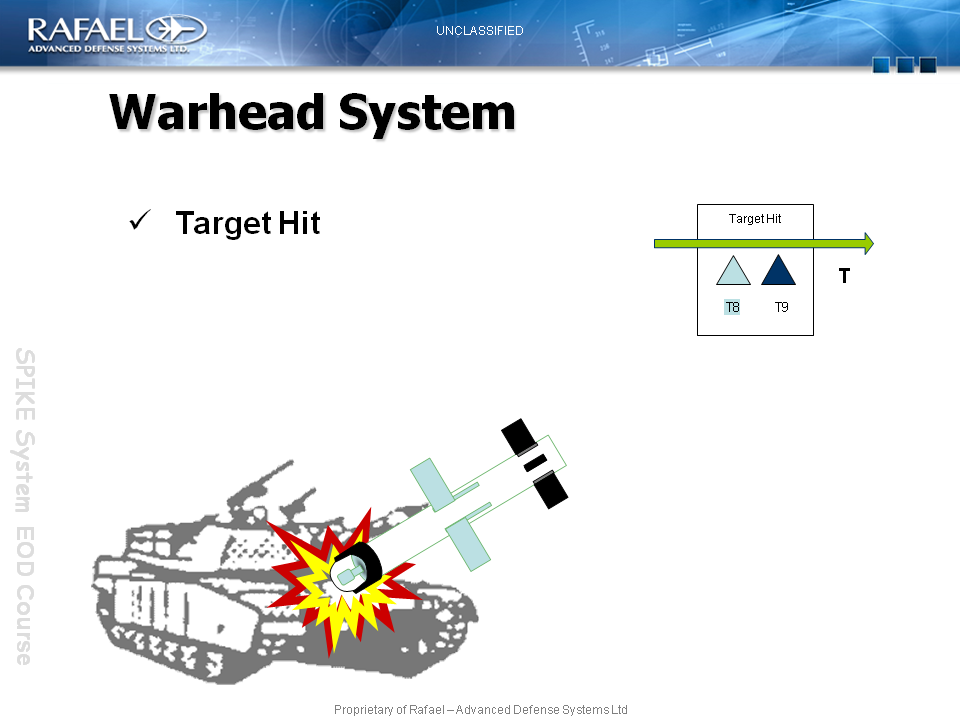 RAFAEL
ADVANCED DEFENSE SYSTEMS LTD.
UNCLASSIFIED
Warhead System
✓ Target Hit
Target Hit
T
T8 T9
SPIKE System EOD Course
Proprietary of Rafael – Advanced Defense Systems Ltd